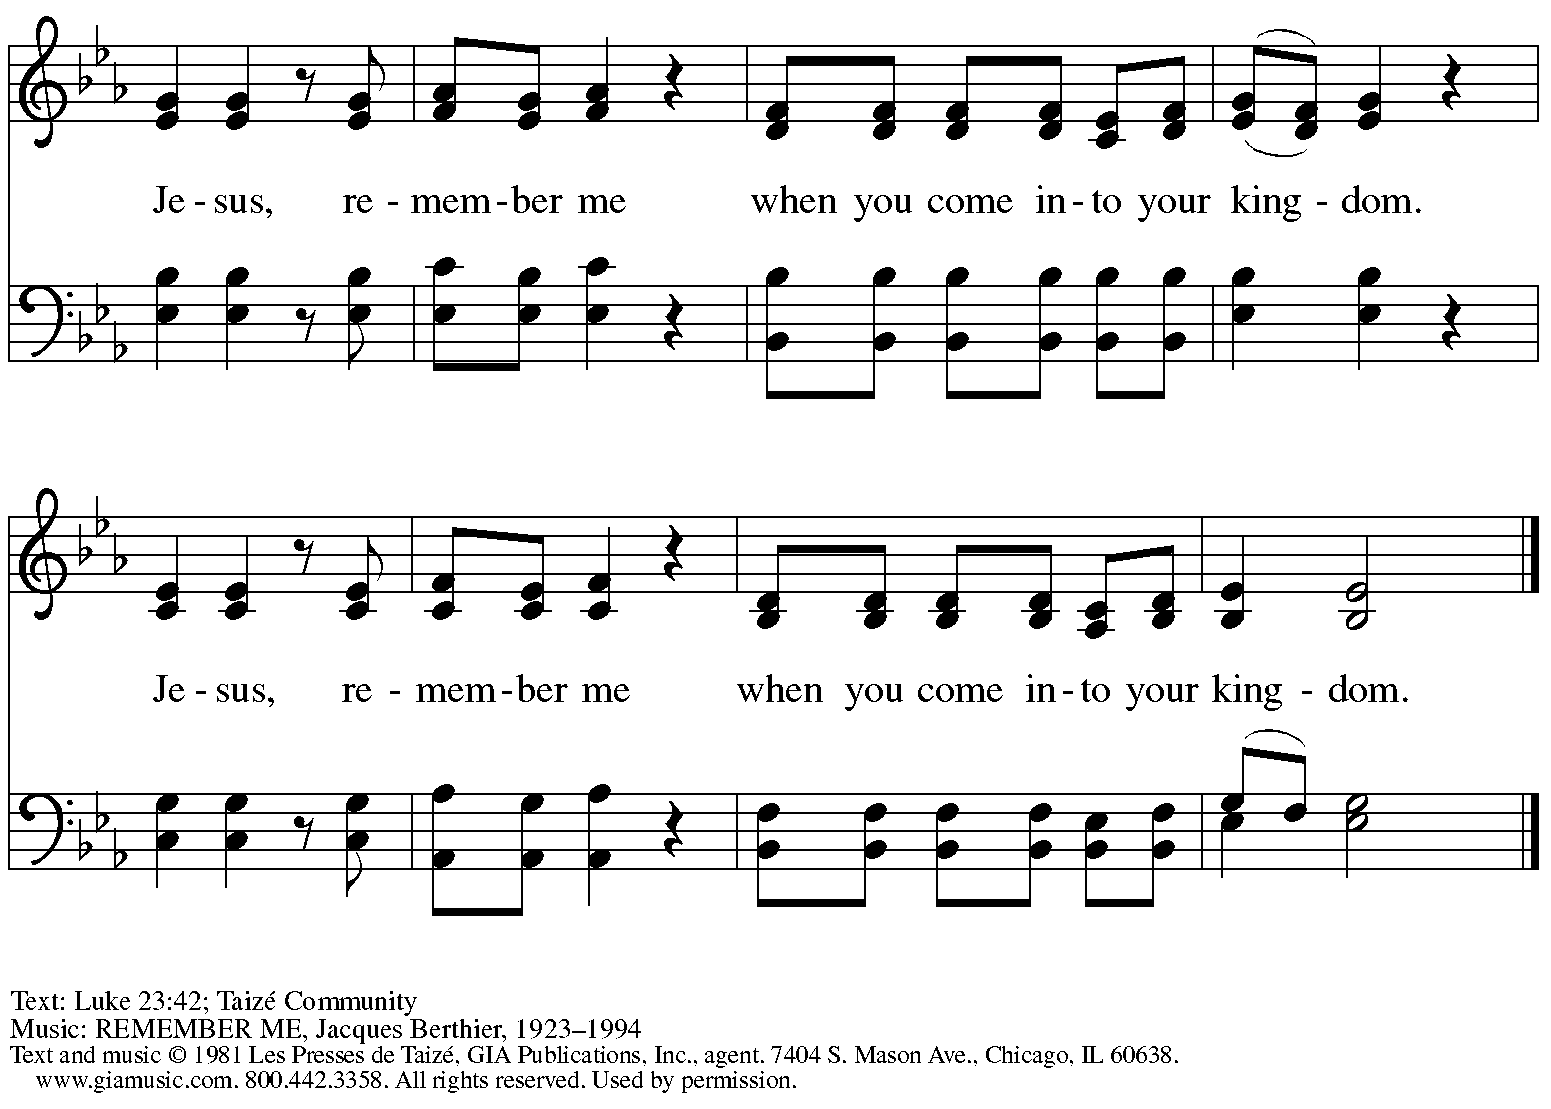 Je - sus, re - mem - ber me when you come in - to your king - dom.
Je - sus, re - mem - ber me when you come in - to your king - dom.
Text: Luke 23:42; Taizé Community
Music: REMEMBER ME, Jacques Berthier, 1923–1994
Text and music © 1981 Les Presses de Taizé, GIA Publications, Inc., agent. 7404 S. Mason Ave., Chicago, IL 60638.
www.giamusic.com. 800.442.3358. All rights reserved. Used by permission.